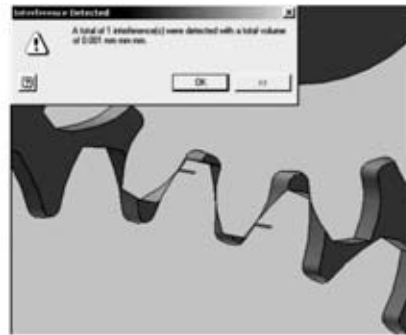 Interference Detected
A total of 1 interference(s) were detected with a total volume
of 0.001 mm mm mm.
OK